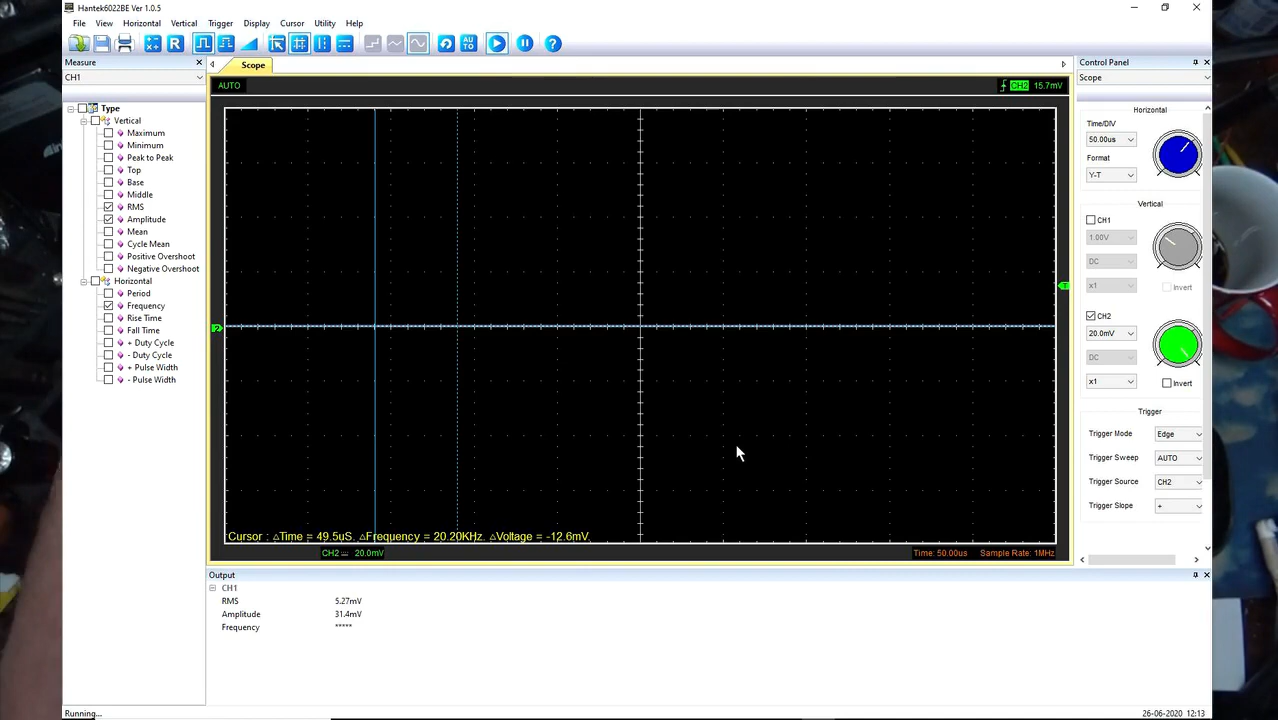 Hantek6022BE Ver 1.0.5
File View Horizontal Vertical Trigger Display Cursor Utility Help
R AUTO ?
Measure
CH1
Type
Vertical
Maximum
Minimum
Peak to Peak
Top
Base
Middle
RMS
Amplitude
Mean
Cycle Mean
Positive Overshoot
Negative Overshoot
Horizontal
Period
Frequency
Rise Time
Fall Time
+ Duty Cycle
- Duty Cycle
+ Pulse Width
- Pulse Width
Scope
AUTO CH2 15.7mV
2
T
Cursor : △Time = 49.5uS. △Frequency = 20.20KHz. △Voltage = -12.6mV.
CH2 20.0mV Time: 50.00us Sample Rate: 1MHz
Output
CH1
RMS 5.27mV
Amplitude 31.4mV
Frequency *****
Control Panel
Scope
Horizontal
Time/DIV
50.00us
Format
Y-T
Vertical
CH1
1.00V
DC
x1
Invert
CH2
20.0mV
DC
x1
Invert
Trigger
Trigger Mode Edge
Trigger Sweep AUTO
Trigger Source CH2
Trigger Slope +
Running... 26-06-2020 12:13